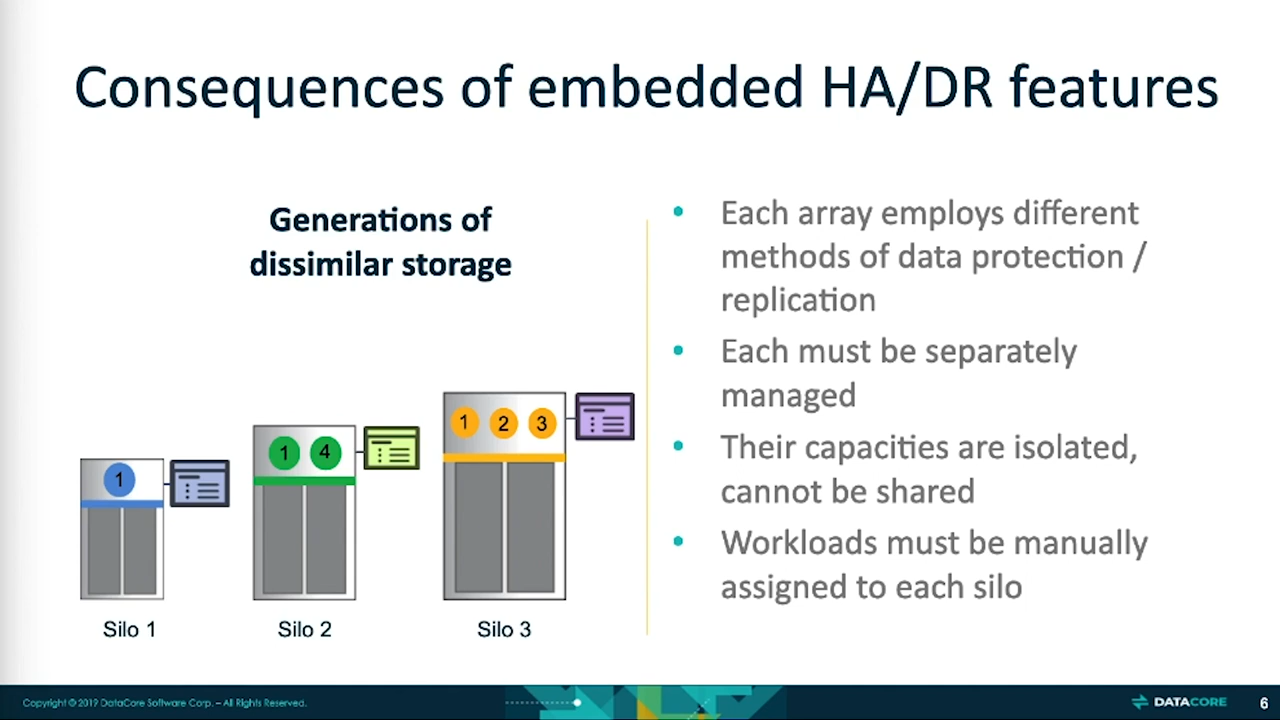 Consequences of embedded HA/DR features
Generations of
dissimilar storage
1
1 4
1 2 3
Silo 1
Silo 2
Silo 3
• Each array employs different
methods of data protection /
replication
• Each must be separately
managed
• Their capacities are isolated,
cannot be shared
• Workloads must be manually
assigned to each silo
Copyright © 2019 DataCore Software Corp. – All Rights Reserved.
DATACORE
6